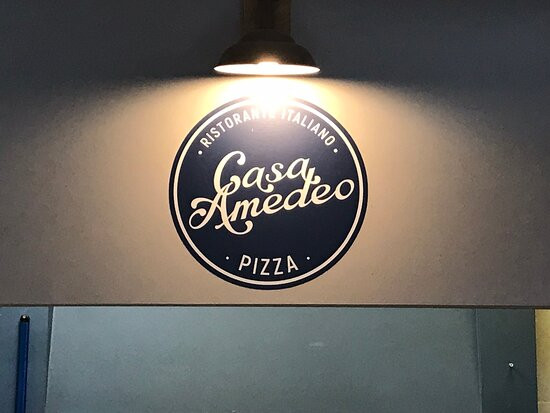 · RISTORANTE ITALIANO ·
Casa
Amedeo
· PIZZA ·